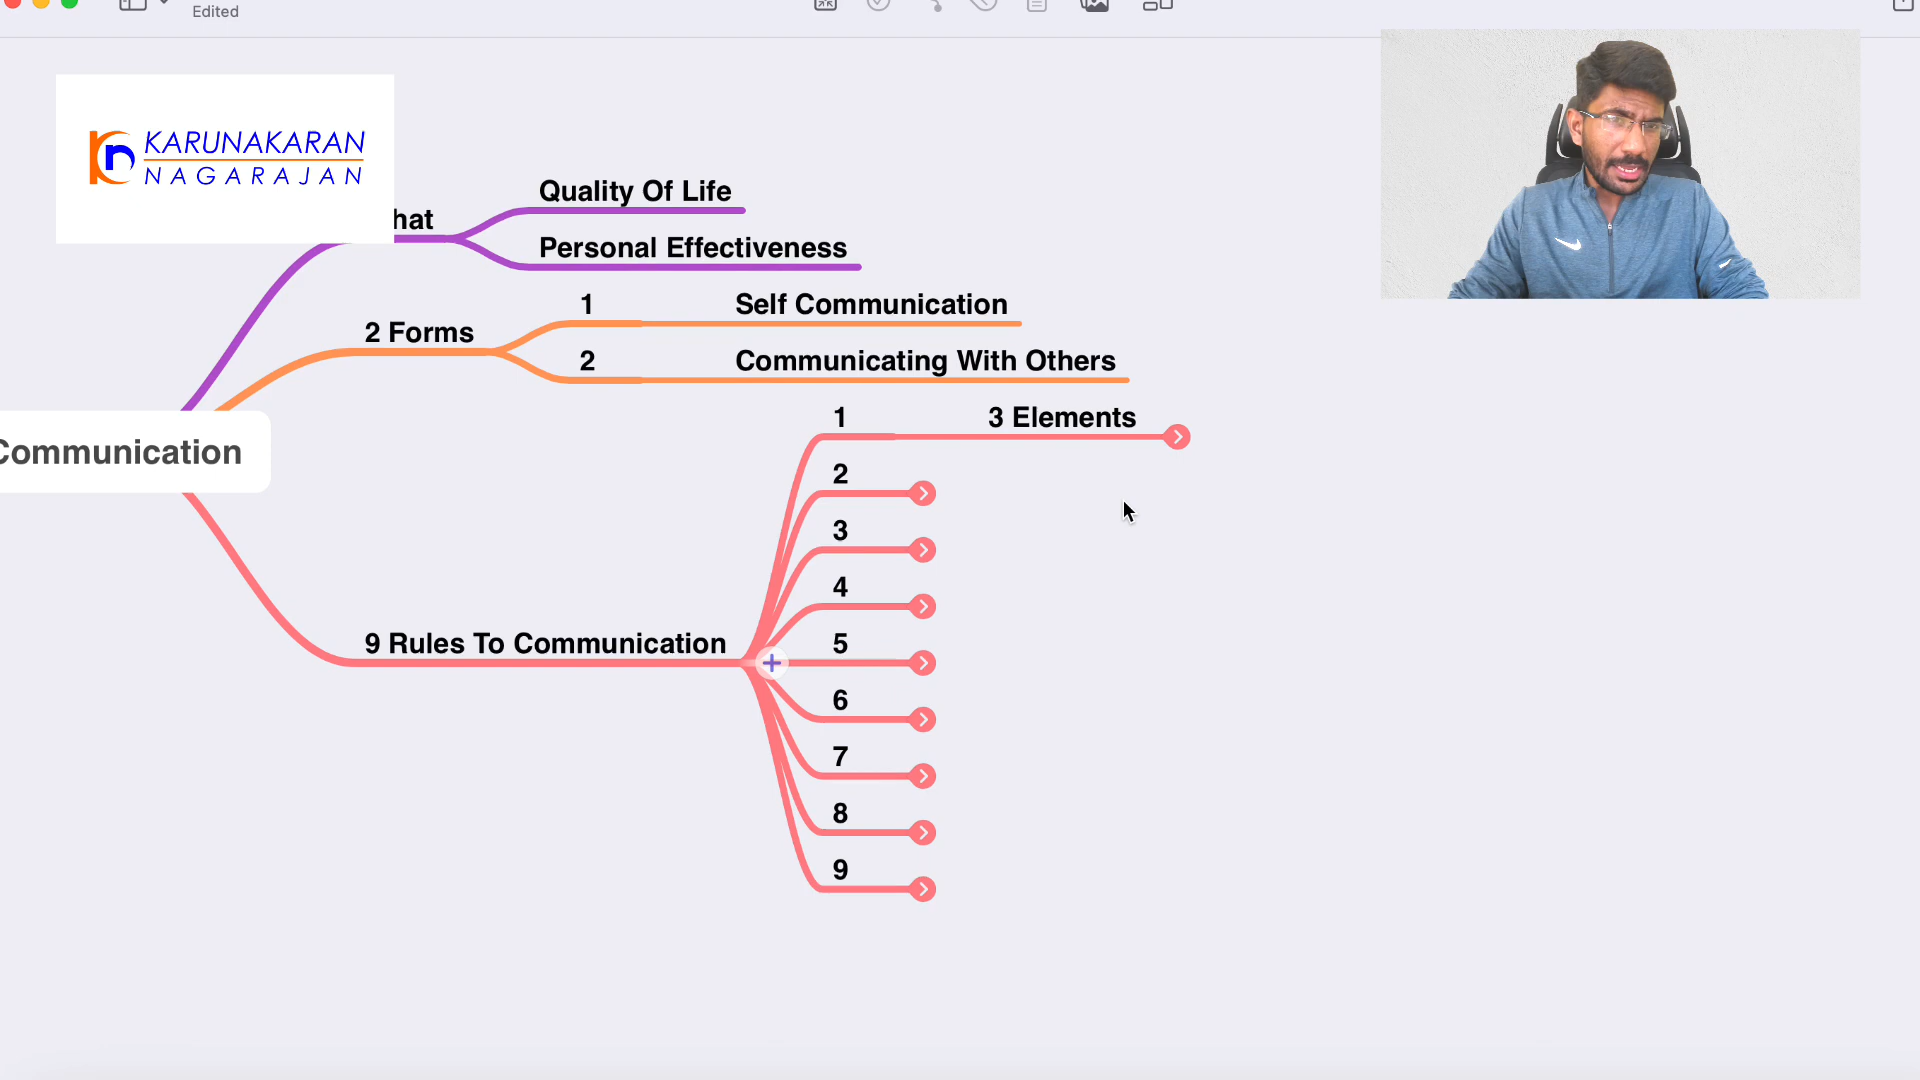 Edited
KARUNAKARAN
NAGARAJAN
hat
Quality Of Life
Personal Effectiveness
2 Forms
1 Self Communication
2 Communicating With Others
Communication
9 Rules To Communication
1 3 Elements
2
3
4
5
6
7
8
9